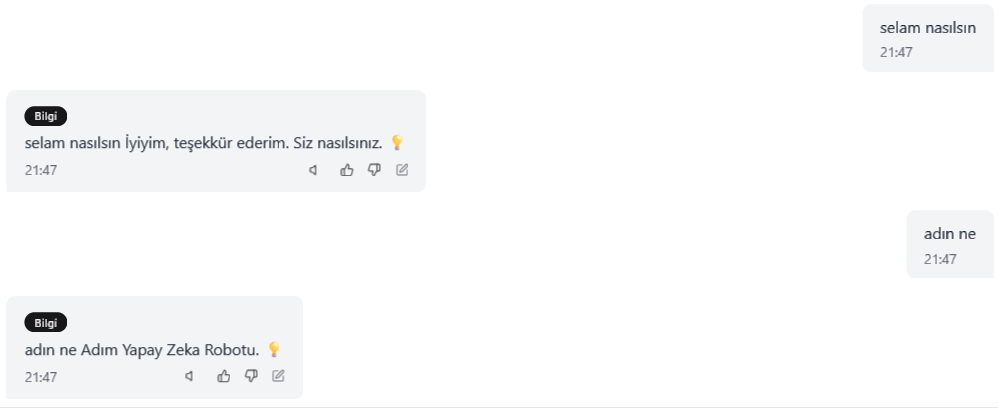 selam nasılsın
21:47
Bilgi
selam nasılsın İyiyim, teşekkür ederim. Siz nasılsınız. 💡
21:47
adın ne
21:47
Bilgi
adın ne Adım Yapay Zeka Robotu. 💡
21:47